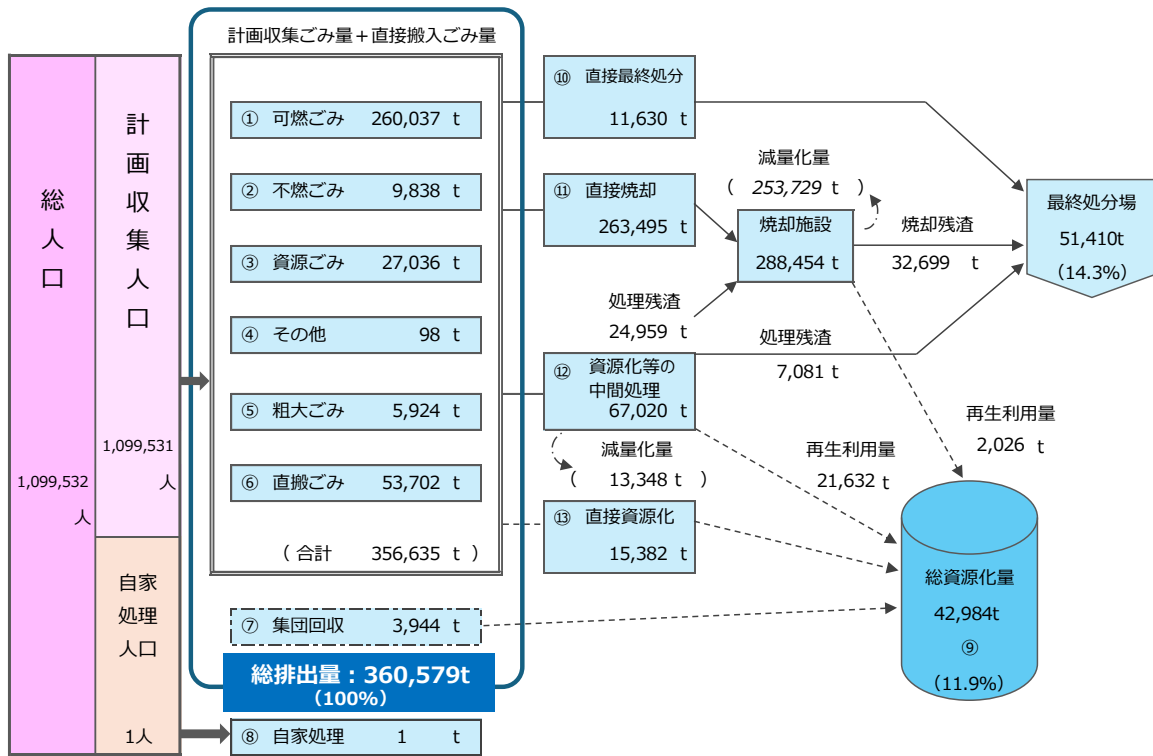 計画収集ごみ量＋直接搬入ごみ量
総人口
1,099,532
人
計画収集人口
1,099,531
人
自家
処理
人口
1人
① 可燃ごみ 260,037 t
② 不燃ごみ 9,838 t
③ 資源ごみ 27,036 t
④ その他 98 t
⑤ 粗大ごみ 5,924 t
⑥ 直搬ごみ 53,702 t
（ 合計 356,635 t ）
⑦ 集団回収 3,944 t
総排出量：360,579t
（100%）
⑧ 自家処理 1 t
⑩ 直接最終処分
11,630 t
⑪ 直接焼却
263,495 t
処理残渣
24,959 t
⑫ 資源化等の
中間処理
67,020 t
減量化量
( 13,348 t )
⑬ 直接資源化
15,382 t
減量化量
( 253,729 t )
焼却施設
288,454 t
焼却残渣
32,699 t
処理残渣
7,081 t
再生利用量
21,632 t
再生利用量
2,026 t
最終処分場
51,410t
(14.3%)
総資源化量
42,984t
⑨
(11.9%)